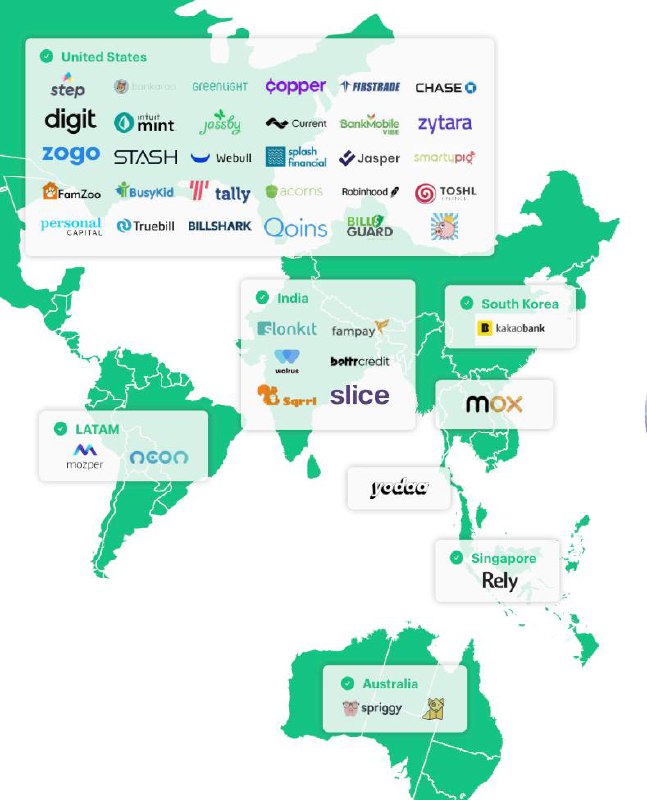 United States
step bankaroo GREENLIGHT copper FIRSTRADE CHASE
digit intuit mint jassby Current BankMobile VIBE zytara
zogo STASH Webull splash financial Jasper smartypig
FamZoo BusyKid tally acorns Robinhood TOSHL
personal CAPITAL Truebill BILLSHARK Qoins BILL GUARD
India
slonkit fampay
walrus
Sqrrl slice
South Korea
kakaobank
mox
LATAM
mozper neon
yodaa
Singapore
Rely
Australia
spriggy